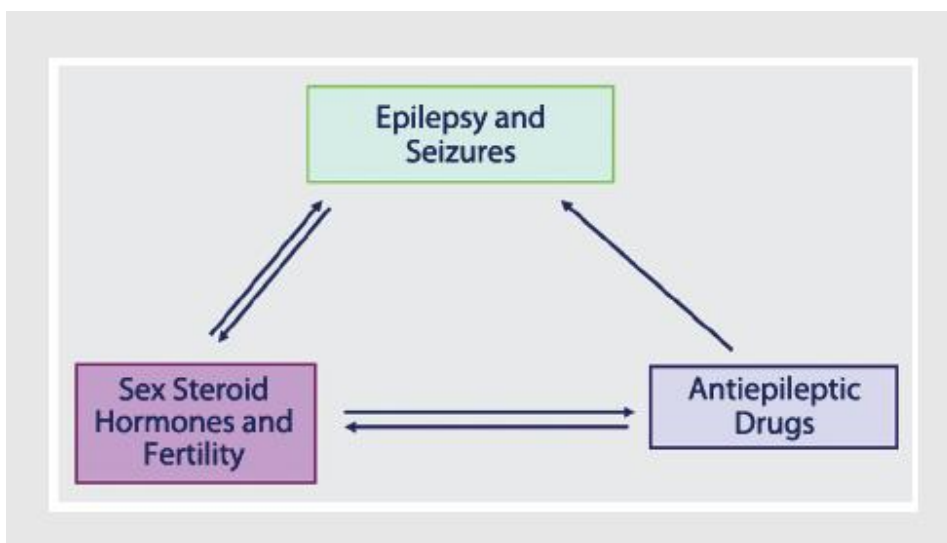 Epilepsy and
Seizures
Sex Steroid
Hormones and
Fertility
Antiepileptic
Drugs